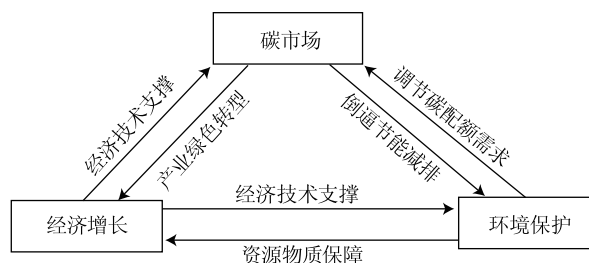 碳市场
经济技术支撑
产业绿色转型
倒逼节能减排
调节碳配额需求
经济增长
经济技术支撑
环境保护
资源物质保障